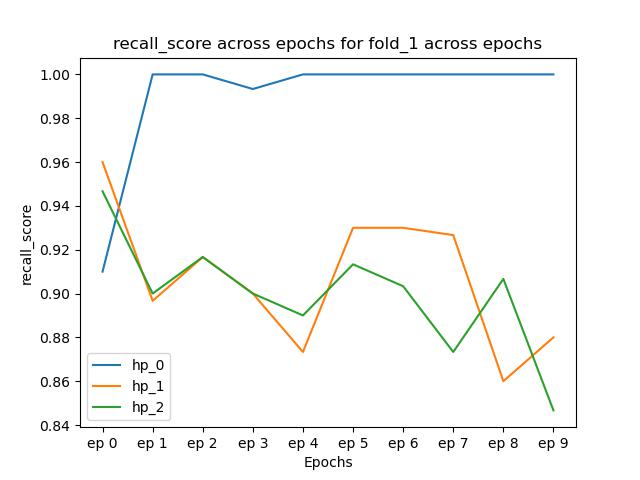 recall_score across epochs for fold_1 across epochs
1.00
0.98
0.96
0.94
0.92
0.90
0.88
0.86
0.84
recall_score
hp_0
hp_1
hp_2
ep 0 ep 1 ep 2 ep 3 ep 4 ep 5 ep 6 ep 7 ep 8 ep 9
Epochs